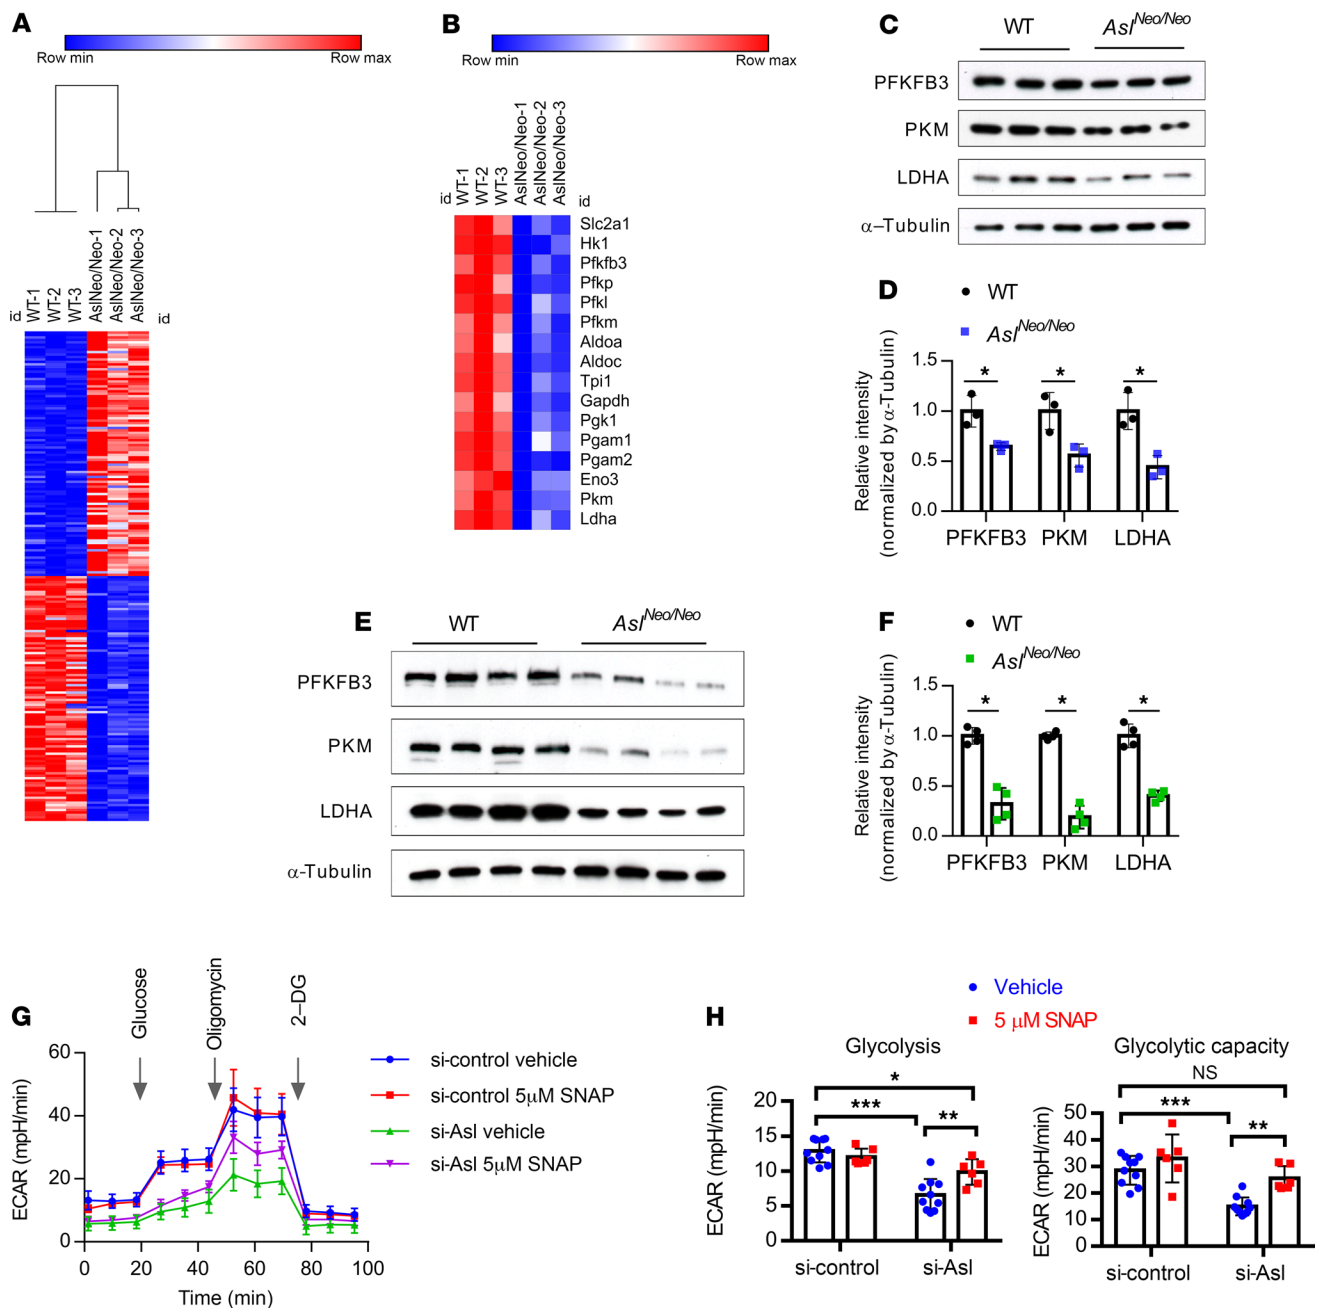 A
Row min
Row max
id
WT-1
WT-2
WT-3
AslNeo/Neo-1
AslNeo/Neo-2
AslNeo/Neo-3
id
B
Row min
Row max
id
WT-1
WT-2
WT-3
AslNeo/Neo-1
AslNeo/Neo-2
AslNeo/Neo-3
id
Slc2a1
Hk1
Pfkfb3
Pfkp
Pfkl
Pfkm
Aldoa
Aldoc
Tpi1
Gapdh
Pgk1
Pgam1
Pgam2
Eno3
Pkm
Ldha
C
WT
Asl^Neo/Neo
PFKFB3
PKM
LDHA
α–Tubulin
D
WT
Asl^Neo/Neo
Relative intensity
(normalized by α-Tubulin)
1.5
1.0
0.5
0.0
*
*
*
PFKFB3
PKM
LDHA
E
WT
Asl^Neo/Neo
PFKFB3
PKM
LDHA
α-Tubulin
F
WT
Asl^Neo/Neo
Relative intensity
(normalized by α-Tubulin)
1.5
1.0
0.5
0.0
*
*
*
PFKFB3
PKM
LDHA
G
Glucose
Oligomycin
2–DG
ECAR (mpH/min)
60
40
20
0
0
20
40
60
80
100
Time (min)
si-control vehicle
si-control 5μM SNAP
si-Asl vehicle
si-Asl 5μM SNAP
H
Vehicle
5 μM SNAP
Glycolysis
ECAR (mpH/min)
20
15
10
5
0
*
***
**
si-control
si-Asl
Glycolytic capacity
NS
ECAR (mpH/min)
50
40
30
20
10
0
***
**
si-control
si-Asl